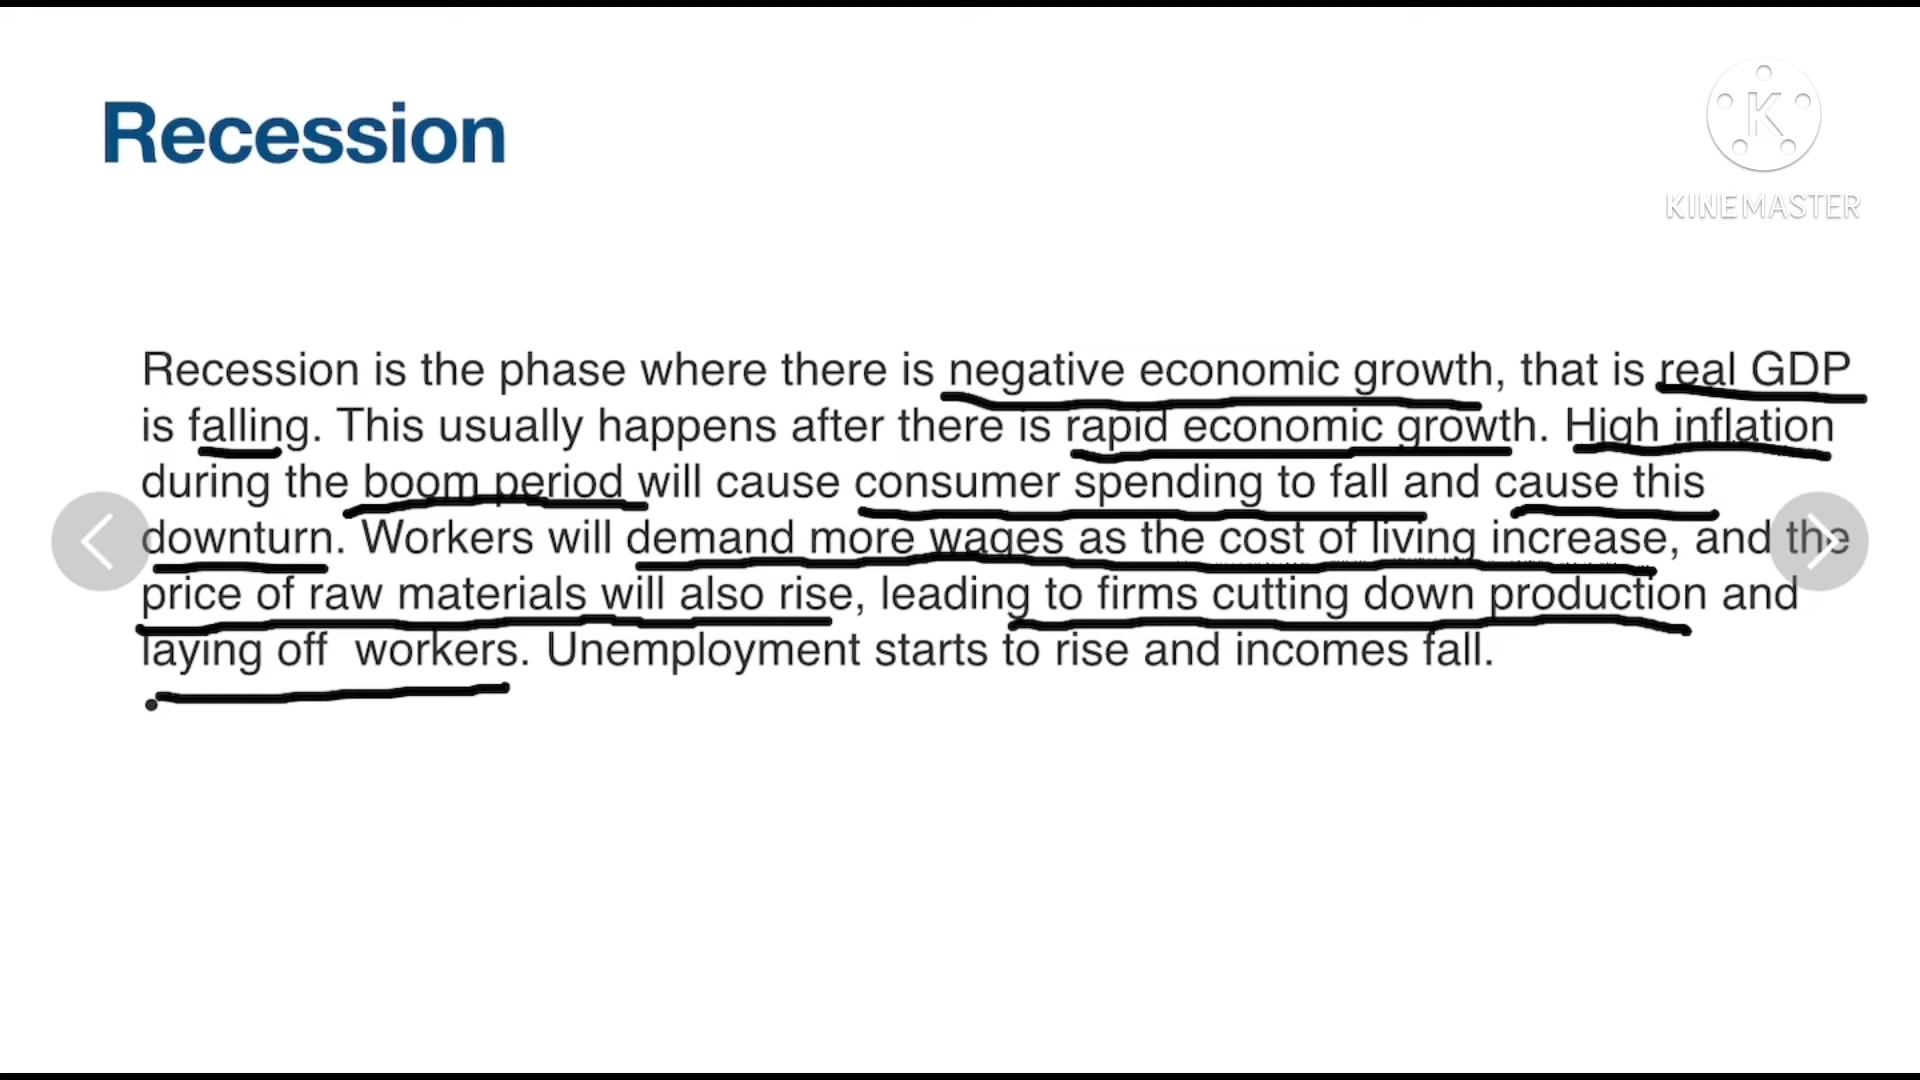 Recession
K
KINEMASTER
Recession is the phase where there is negative economic growth, that is real GDP
is falling. This usually happens after there is rapid economic growth. High inflation
during the boom period will cause consumer spending to fall and cause this
downturn. Workers will demand more wages as the cost of living increase, and the
price of raw materials will also rise, leading to firms cutting down production and
laying off  workers. Unemployment starts to rise and incomes fall.